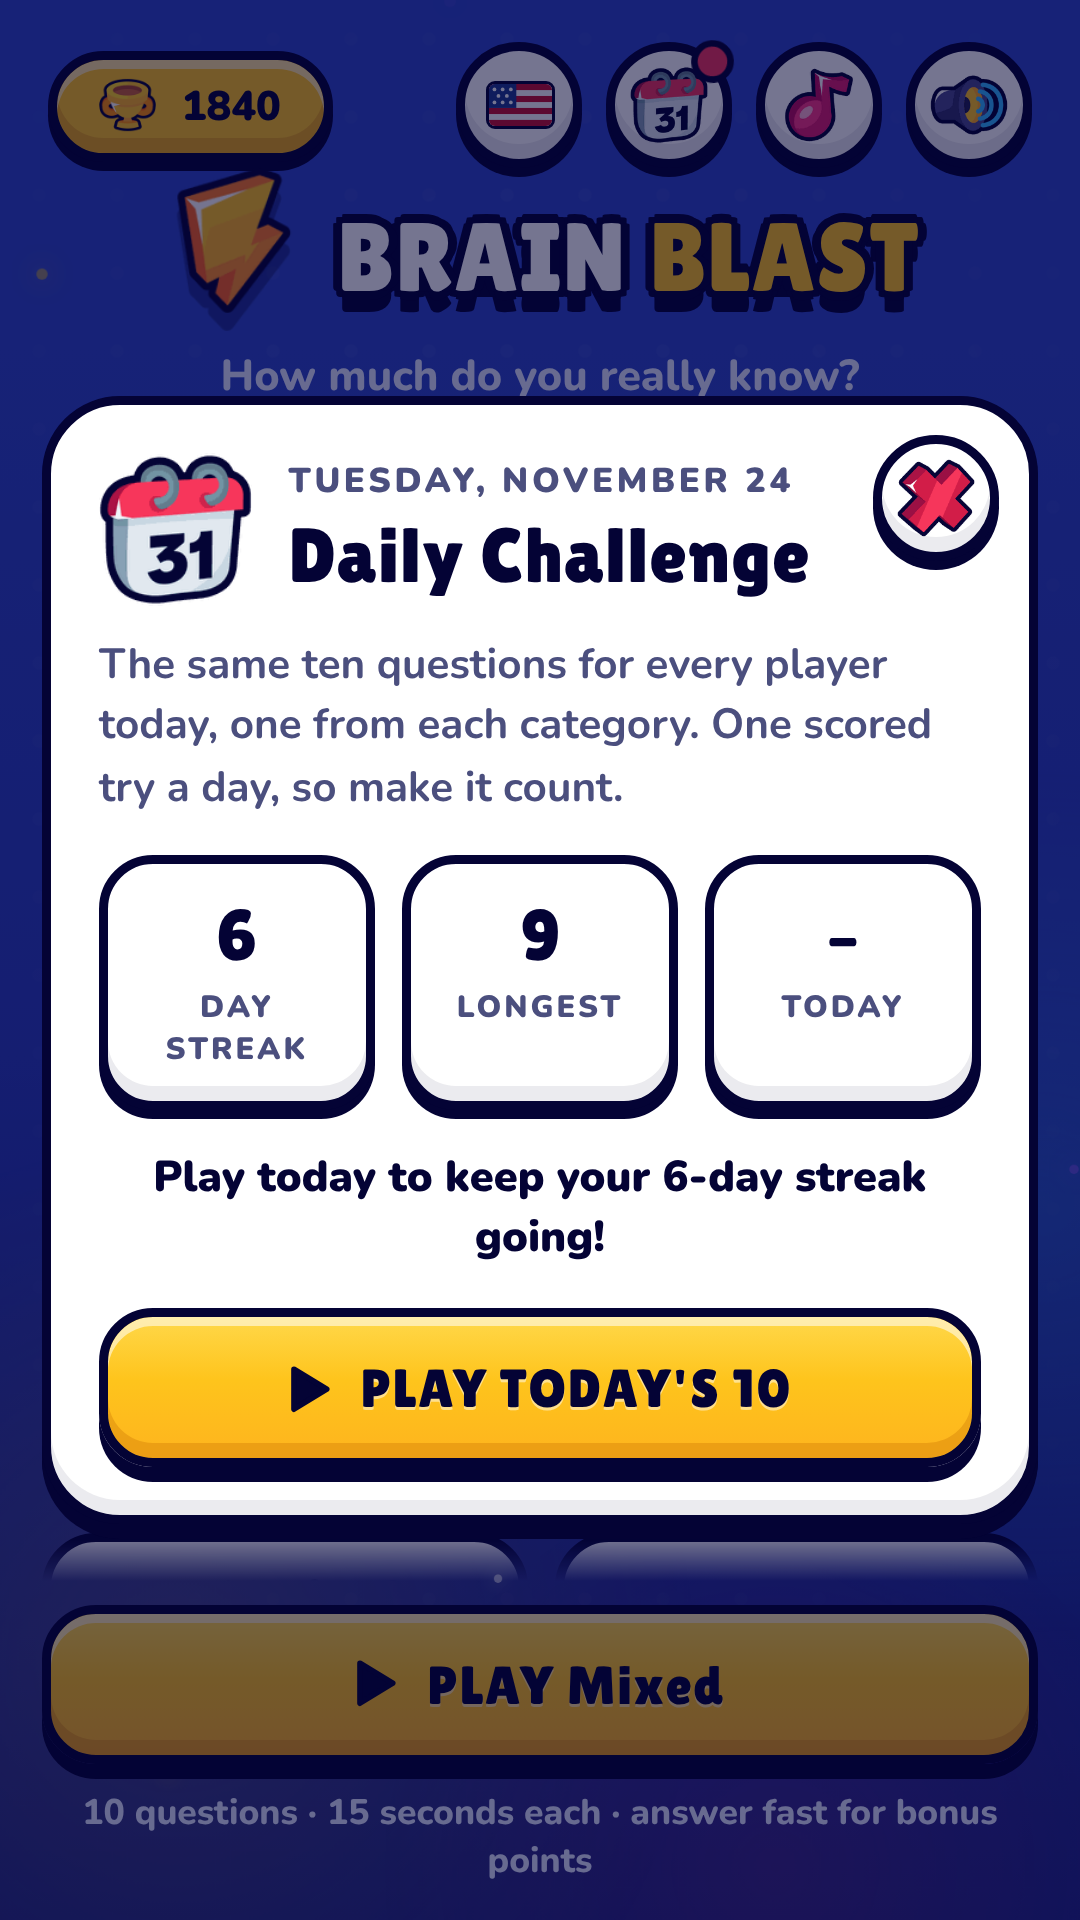 1840
31
BRAIN BLAST
How much do you really know?
TUESDAY, NOVEMBER 24
31
Daily Challenge
The same ten questions for every player
today, one from each category. One scored
try a day, so make it count.
6
DAY
STREAK
9
LONGEST
–
TODAY
Play today to keep your 6-day streak
going!
PLAY TODAY'S 10
PLAY Mixed
10 questions · 15 seconds each · answer fast for bonus
points